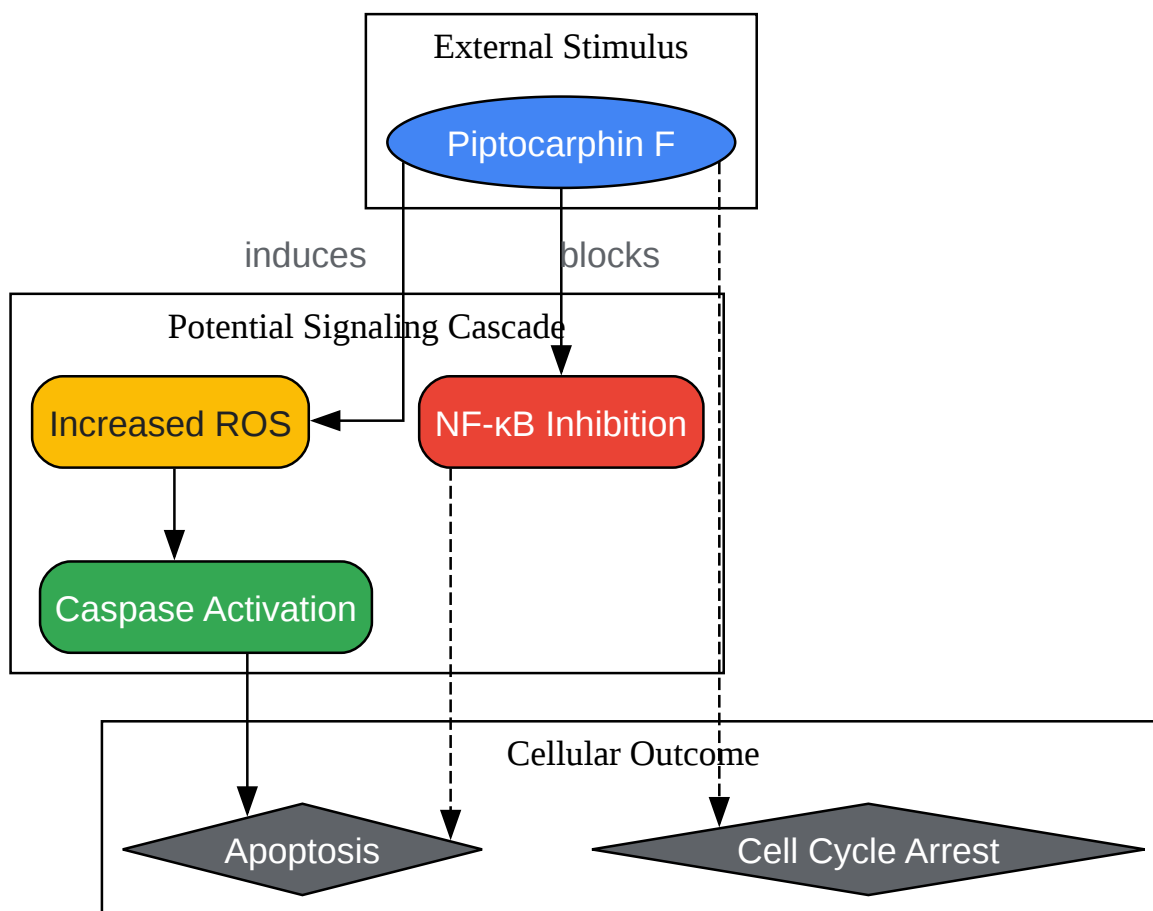 External Stimulus
Piptocarphin F
induces
blocks
Potential Signaling Cascade
Increased ROS
NF-κB Inhibition
Caspase Activation
Cellular Outcome
Apoptosis
Cell Cycle Arrest